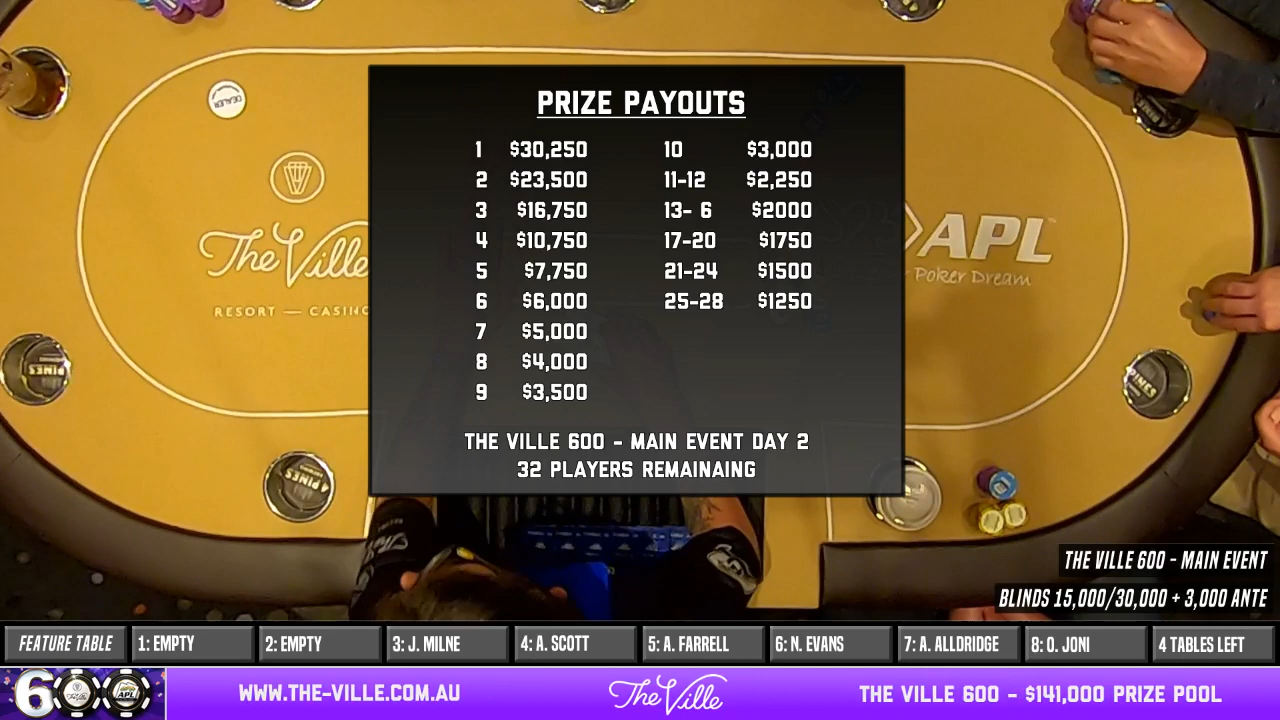 DEALER
PRIZE PAYOUTS
1 $30,250
2 $23,500
3 $16,750
4 $10,750
5 $7,750
6 $6,000
7 $5,000
8 $4,000
9 $3,500
10 $3,000
11-12 $2,250
13- 6 $2000
17-20 $1750
21-24 $1500
25-28 $1250
THE VILLE 600 - MAIN EVENT DAY 2
32 PLAYERS REMAINAING
The Ville
RESORT — CASINO
APL
Poker Dream
PINES
PINES
PINES
THE VILLE 600 - MAIN EVENT
BLINDS 15,000/30,000 + 3,000 ANTE
FEATURE TABLE
1: EMPTY
2: EMPTY
3: J. MILNE
4: A. SCOTT
5: A. FARRELL
6: N. EVANS
7: A. ALLDRIDGE
8: O. JONI
4 TABLES LEFT
600
WWW.THE-VILLE.COM.AU
The Ville
THE VILLE 600 - $141,000 PRIZE POOL